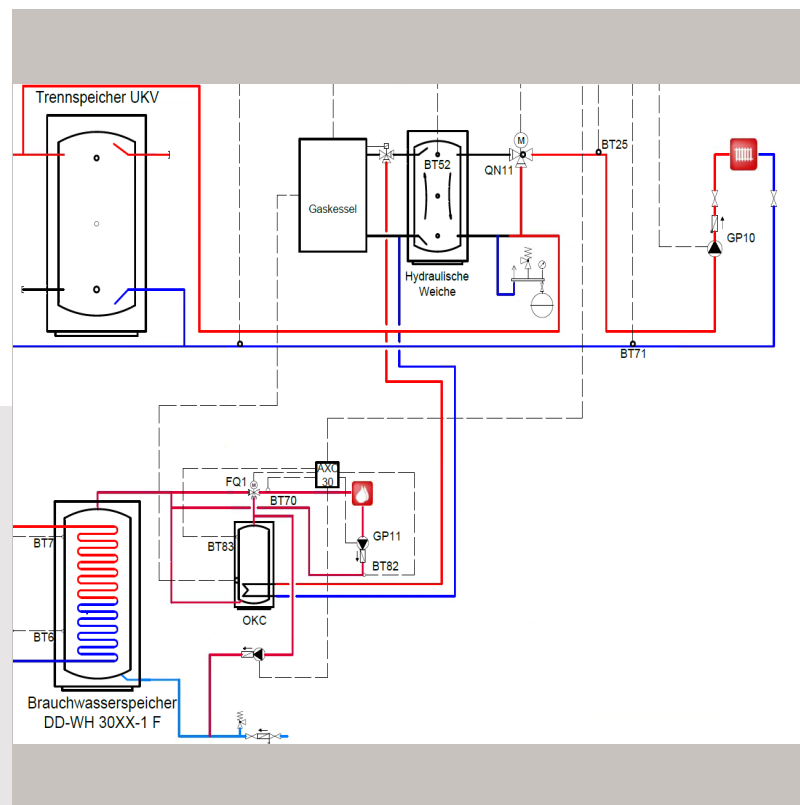 Trennspeicher UKV
M
BT25
BT52
QN11
Gaskessel
GP10
Hydraulische
Weiche
BT71
AXC
30
FQ1
M
BT70
GP11
BT7
BT83
BT82
OKC
BT6
Brauchwasserspeicher
DD-WH 30XX-1 F